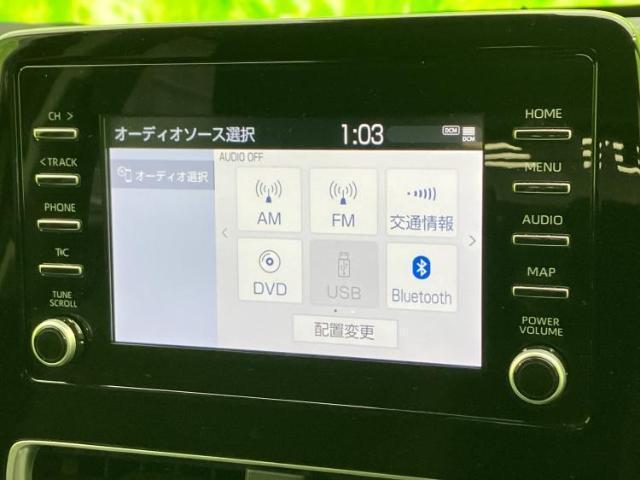 CH >
< TRACK
PHONE
T/C
TUNE
SCROLL
オーディオソース選択
1:03
DCM
DCM
オーディオ選択
AUDIO OFF
AM
FM
交通情報
DVD
USB
Bluetooth
配置変更
HOME
MENU
AUDIO
MAP
POWER
VOLUME